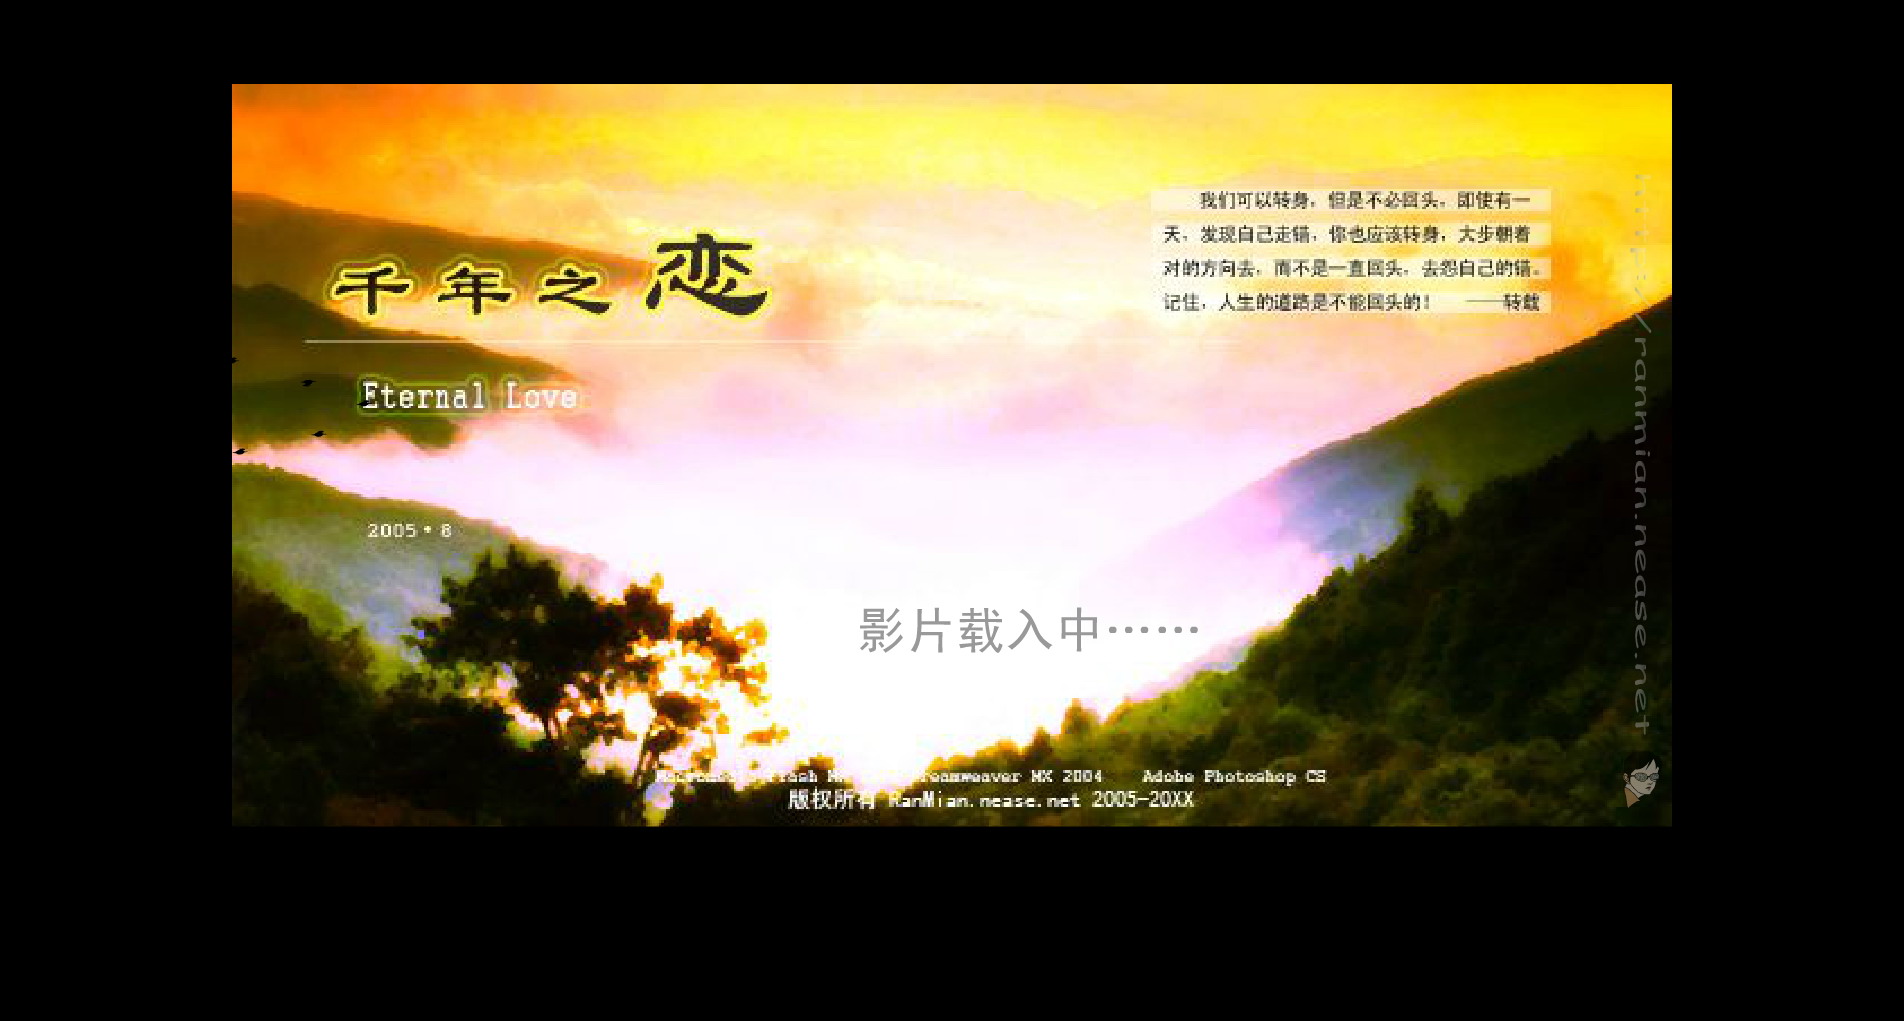 千年之恋
Eternal Love
2005·8
我们可以转身，但是不必回头，即使有一
天，发现自己走错，你也应该转身，大步朝着
对的方向去，而不是一直回头，去怨自己的错。
记住，人生的道路是不能回头的！ ——转载
影片载入中……
Dreamweaver MX 2004 Adobe Photoshop CS
版权所有 RanMian.nease.net 2005-20XX
http://ranmian.nease.net